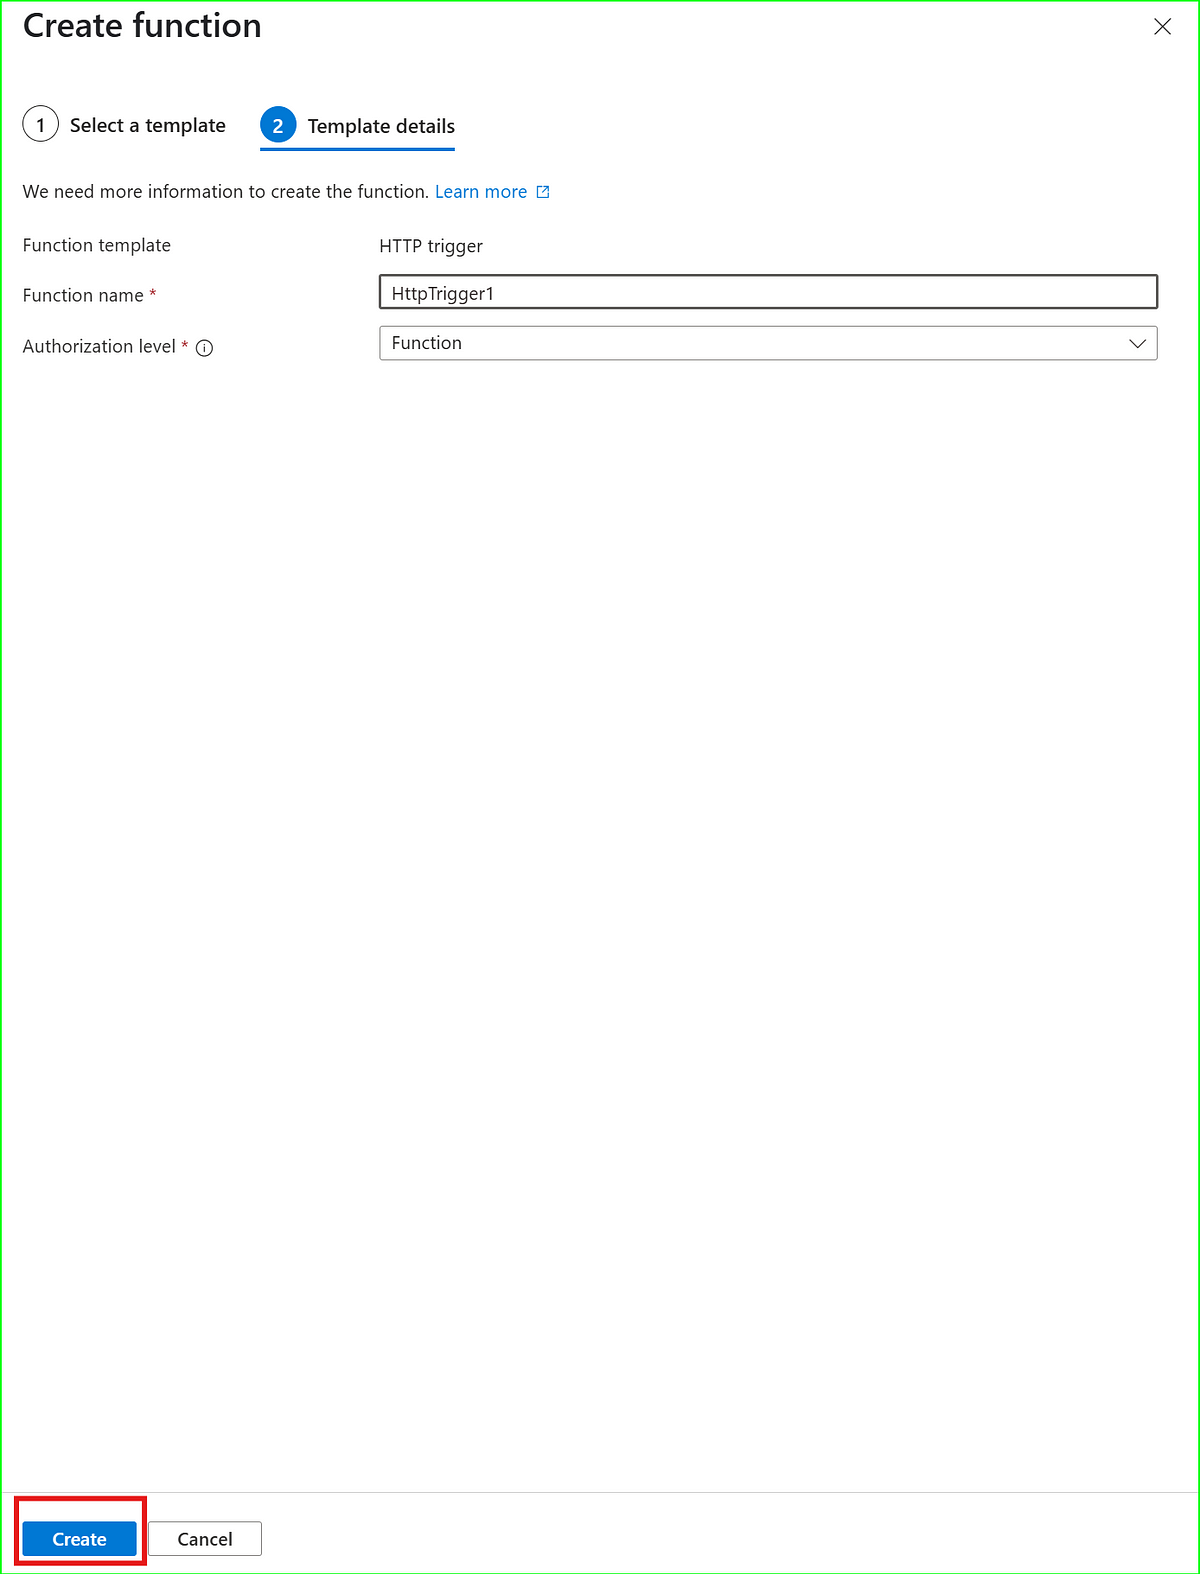 Create function
1 Select a template 2 Template details
We need more information to create the function. Learn more
Function template HTTP trigger
Function name * HttpTrigger1
Authorization level * Function
Create Cancel